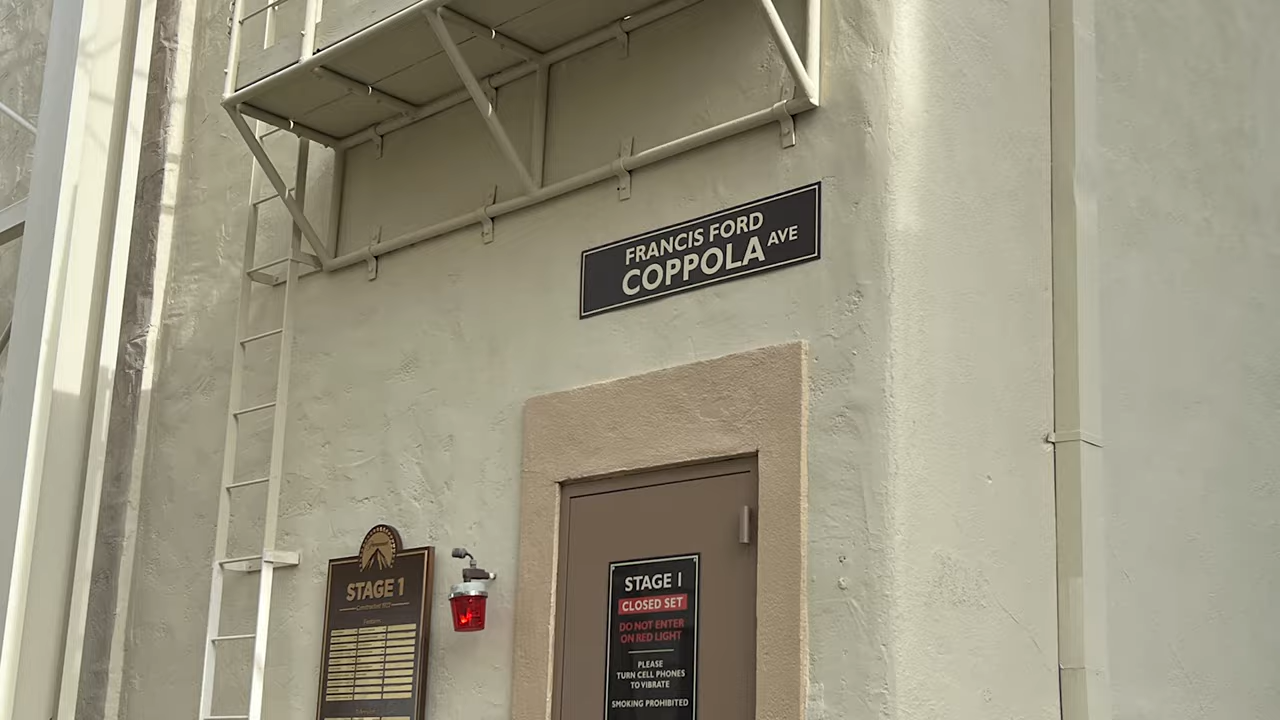 FRANCIS FORD
COPPOLA AVE
STAGE 1
STAGE 1
CLOSED SET
DO NOT ENTER
ON RED LIGHT
PLEASE
TURN CELL PHONES
TO VIBRATE
SMOKING PROHIBITED